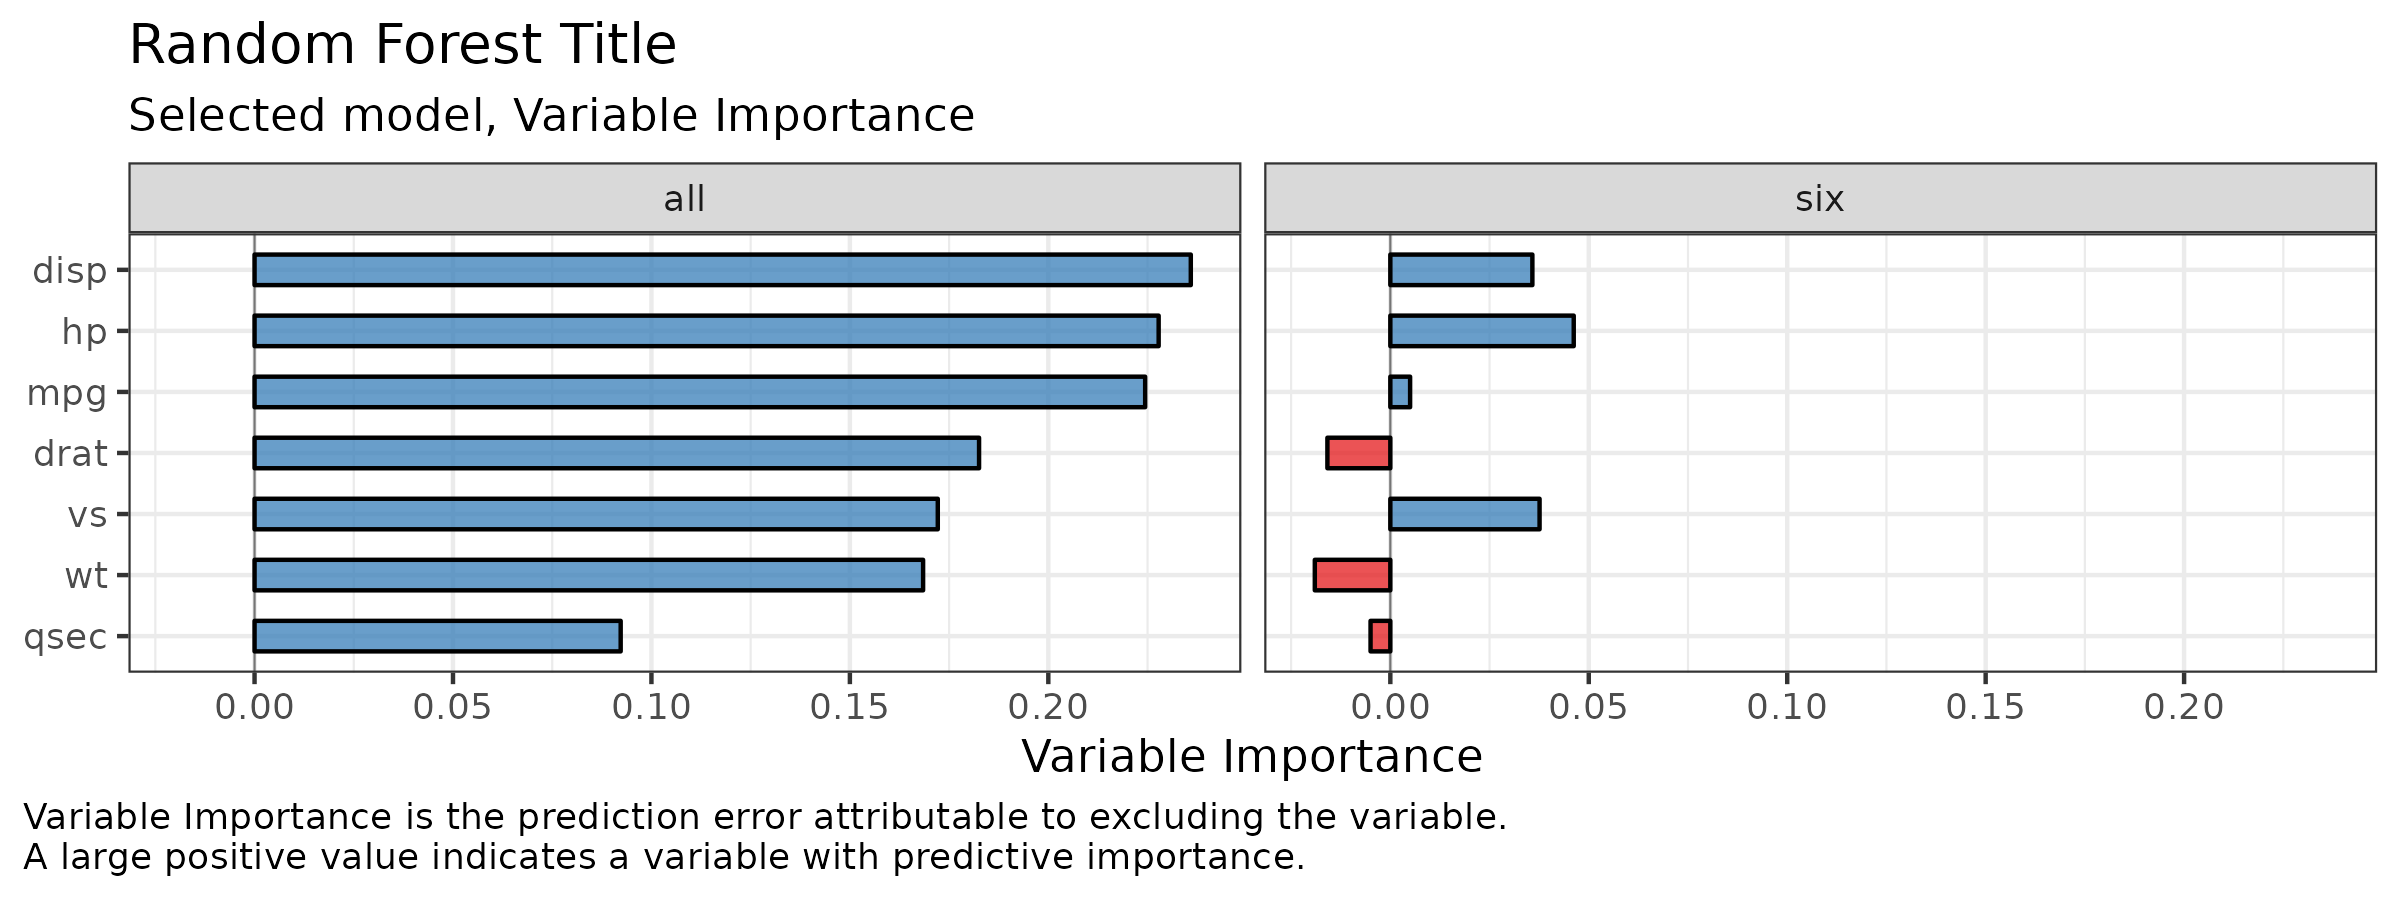 Random Forest Title
Selected model, Variable Importance
all
six
disp
hp
mpg
drat
vs
wt
qsec
0.00 0.05 0.10 0.15 0.20
0.00 0.05 0.10 0.15 0.20
Variable Importance
Variable Importance is the prediction error attributable to excluding the variable.
A large positive value indicates a variable with predictive importance.